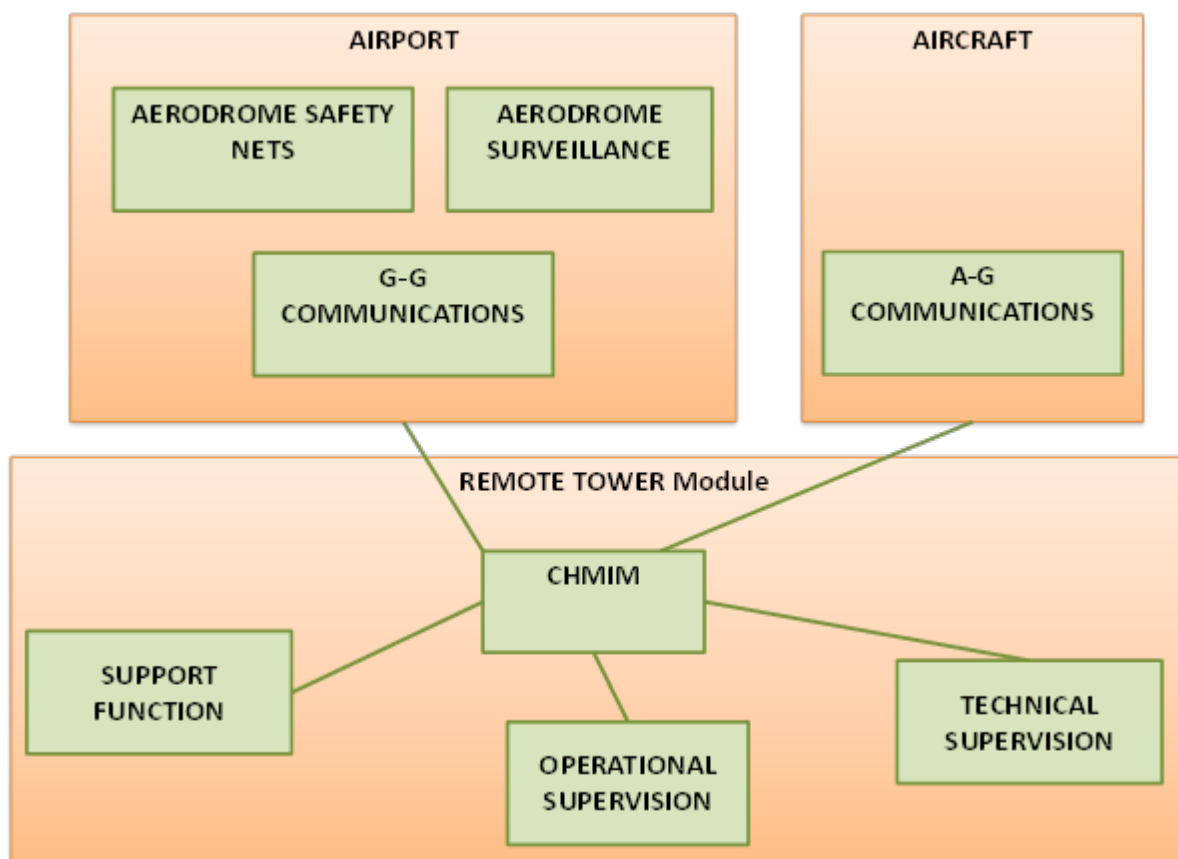 AIRPORT
AERODROME SAFETY
NETS
AERODROME
SURVEILLANCE
G-G
COMMUNICATIONS
AIRCRAFT
A-G
COMMUNICATIONS
REMOTE TOWER Module
CHMIM
SUPPORT
FUNCTION
OPERATIONAL
SUPERVISION
TECHNICAL
SUPERVISION